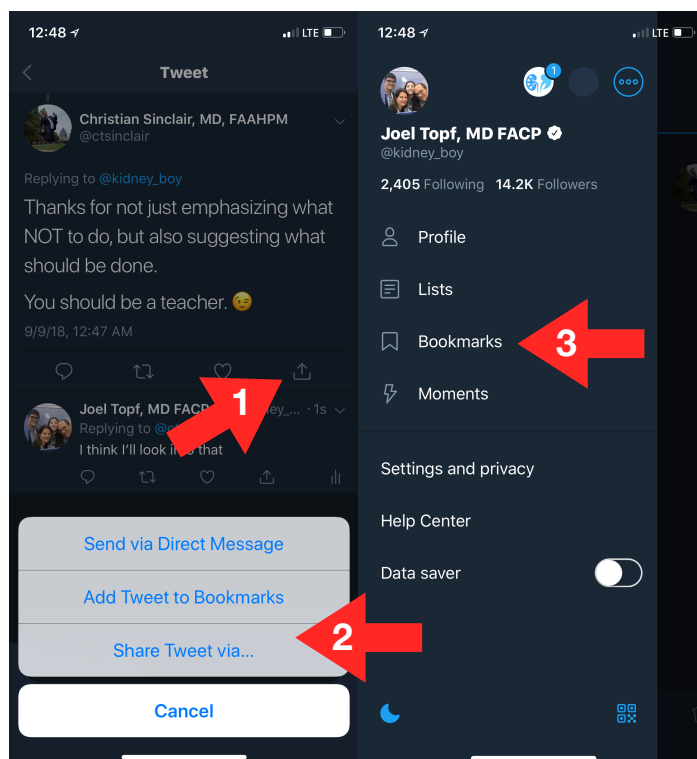 12:48
LTE
Tweet
Christian Sinclair, MD, FAAHPM
@ctsinclair
Replying to @kidney_boy
Thanks for not just emphasizing what
NOT to do, but also suggesting what
should be done.
You should be a teacher. 😉
9/9/18, 12:47 AM
1
Joel Topf, MD FACP
· 1s
Replying to
I think I'll look that
Send via Direct Message
Add Tweet to Bookmarks
Share Tweet via...
2
Cancel
12:48
LTE
1
Joel Topf, MD FACP
@kidney_boy
2,405 Following 14.2K Followers
Profile
Lists
Bookmarks
3
Moments
Settings and privacy
Help Center
Data saver